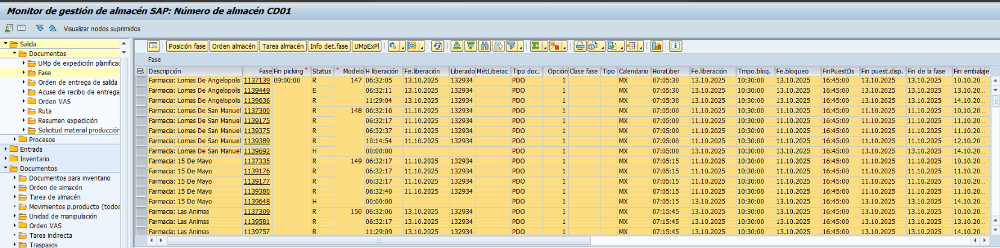 Monitor de gestión de almacén SAP: Número de almacén CD01
Visualizar nodos suprimidos
Salida
Documentos
UMp de expedición planificac
Fase
Orden de entrega de salida
Acuse de recibo de entrega
Orden VAS
Ruta
Resumen expedición
Solicitud material producción
Procesos
Entrada
Inventario
Documentos
Documentos para inventario
Orden de almacén
Tarea de almacén
Movimientos p.producto (todos
Unidad de manipulación
Orden VAS
Tarea indirecta
Traspasos
Posición fase Orden almacén Tarea almacén Info det.fase UMpExPl
Fase
Descripción Fase Fin picking Status Modelo H liberación Fe.liberación Liberado MétLiberac Tipo doc. Opción Clase fase Tipo Calendario HoraLiber Fe.liberación Tmpo.bloq. Fe.bloqueo FinPuestDs Fin puest.disp. Fin de la fase Fin embalaje
Farmacia: Lomas De Angelopolis 1137139 09:00:00 R 147 06:32:05 13.10.2025 132934 PDO 1 MX 07:05:30 13.10.2025 10:30:00 13.10.2025 16:45:00 13.10.2025 13.10.2025 10.10.20...
Farmacia: Lomas De Angelopolis 1139449 E 06:32:11 13.10.2025 132934 PDO 1 MX 07:05:30 13.10.2025 10:30:00 13.10.2025 16:45:00 13.10.2025 13.10.2025 13.10.20...
Farmacia: Lomas De Angelopolis 1139636 R 11:29:04 13.10.2025 132934 PDO 1 MX 07:05:30 13.10.2025 10:30:00 13.10.2025 16:45:00 13.10.2025 13.10.2025 14.10.20...
Farmacia: Lomas De San Manuel 1137300 R 148 06:32:16 11.10.2025 132934 PDO 1 MX 07:05:00 11.10.2025 10:30:00 11.10.2025 16:45:00 11.10.2025 11.10.2025 10.10.20...
Farmacia: Lomas De San Manuel 1139175 R 06:32:17 11.10.2025 132934 PDO 1 MX 07:05:00 11.10.2025 10:30:00 11.10.2025 16:45:00 11.10.2025 11.10.2025 10.10.20...
Farmacia: Lomas De San Manuel 1139375 R 06:32:37 11.10.2025 132934 PDO 1 MX 07:05:00 11.10.2025 10:30:00 11.10.2025 16:45:00 11.10.2025 11.10.2025 11.10.20...
Farmacia: Lomas De San Manuel 1139389 R 10:14:54 11.10.2025 132934 PDO 1 MX 07:05:00 11.10.2025 10:30:00 11.10.2025 16:45:00 11.10.2025 11.10.2025 12.10.20...
Farmacia: Lomas De San Manuel 1139692 H 00:00:00 PDO 1 MX 07:05:00 13.10.2025 10:30:00 13.10.2025 16:45:00 11.10.2025 13.10.2025 14.10.20...
Farmacia: 15 De Mayo 1137335 R 149 06:32:17 11.10.2025 132934 PDO 1 MX 07:05:15 11.10.2025 10:30:00 11.10.2025 16:45:00 11.10.2025 11.10.2025 10.10.20...
Farmacia: 15 De Mayo 1139176 R 06:32:17 11.10.2025 132934 PDO 1 MX 07:05:15 11.10.2025 10:30:00 11.10.2025 16:45:00 11.10.2025 11.10.2025 10.10.20...
Farmacia: 15 De Mayo 1139177 R 06:32:17 11.10.2025 132934 PDO 1 MX 07:05:15 11.10.2025 10:30:00 11.10.2025 16:45:00 11.10.2025 11.10.2025 10.10.20...
Farmacia: 15 De Mayo 1139380 R 06:32:40 11.10.2025 132934 PDO 1 MX 07:05:15 11.10.2025 10:30:00 11.10.2025 16:45:00 11.10.2025 11.10.2025 11.10.20...
Farmacia: 15 De Mayo 1139648 H 00:00:00 PDO 1 MX 07:05:15 13.10.2025 10:30:00 13.10.2025 16:45:00 11.10.2025 13.10.2025 14.10.20...
Farmacia: Las Animas 1137309 R 150 06:32:06 13.10.2025 132934 PDO 1 MX 07:15:45 13.10.2025 10:30:00 13.10.2025 16:45:00 13.10.2025 13.10.2025 10.10.20...
Farmacia: Las Animas 1139581 R 06:32:17 13.10.2025 132934 PDO 1 MX 07:15:45 13.10.2025 10:30:00 13.10.2025 16:45:00 13.10.2025 13.10.2025 13.10.20...
Farmacia: Las Animas 1139757 R 11:29:09 13.10.2025 132934 PDO 1 MX 07:15:45 13.10.2025 10:30:00 13.10.2025 16:45:00 13.10.2025 13.10.2025 14.10.20...